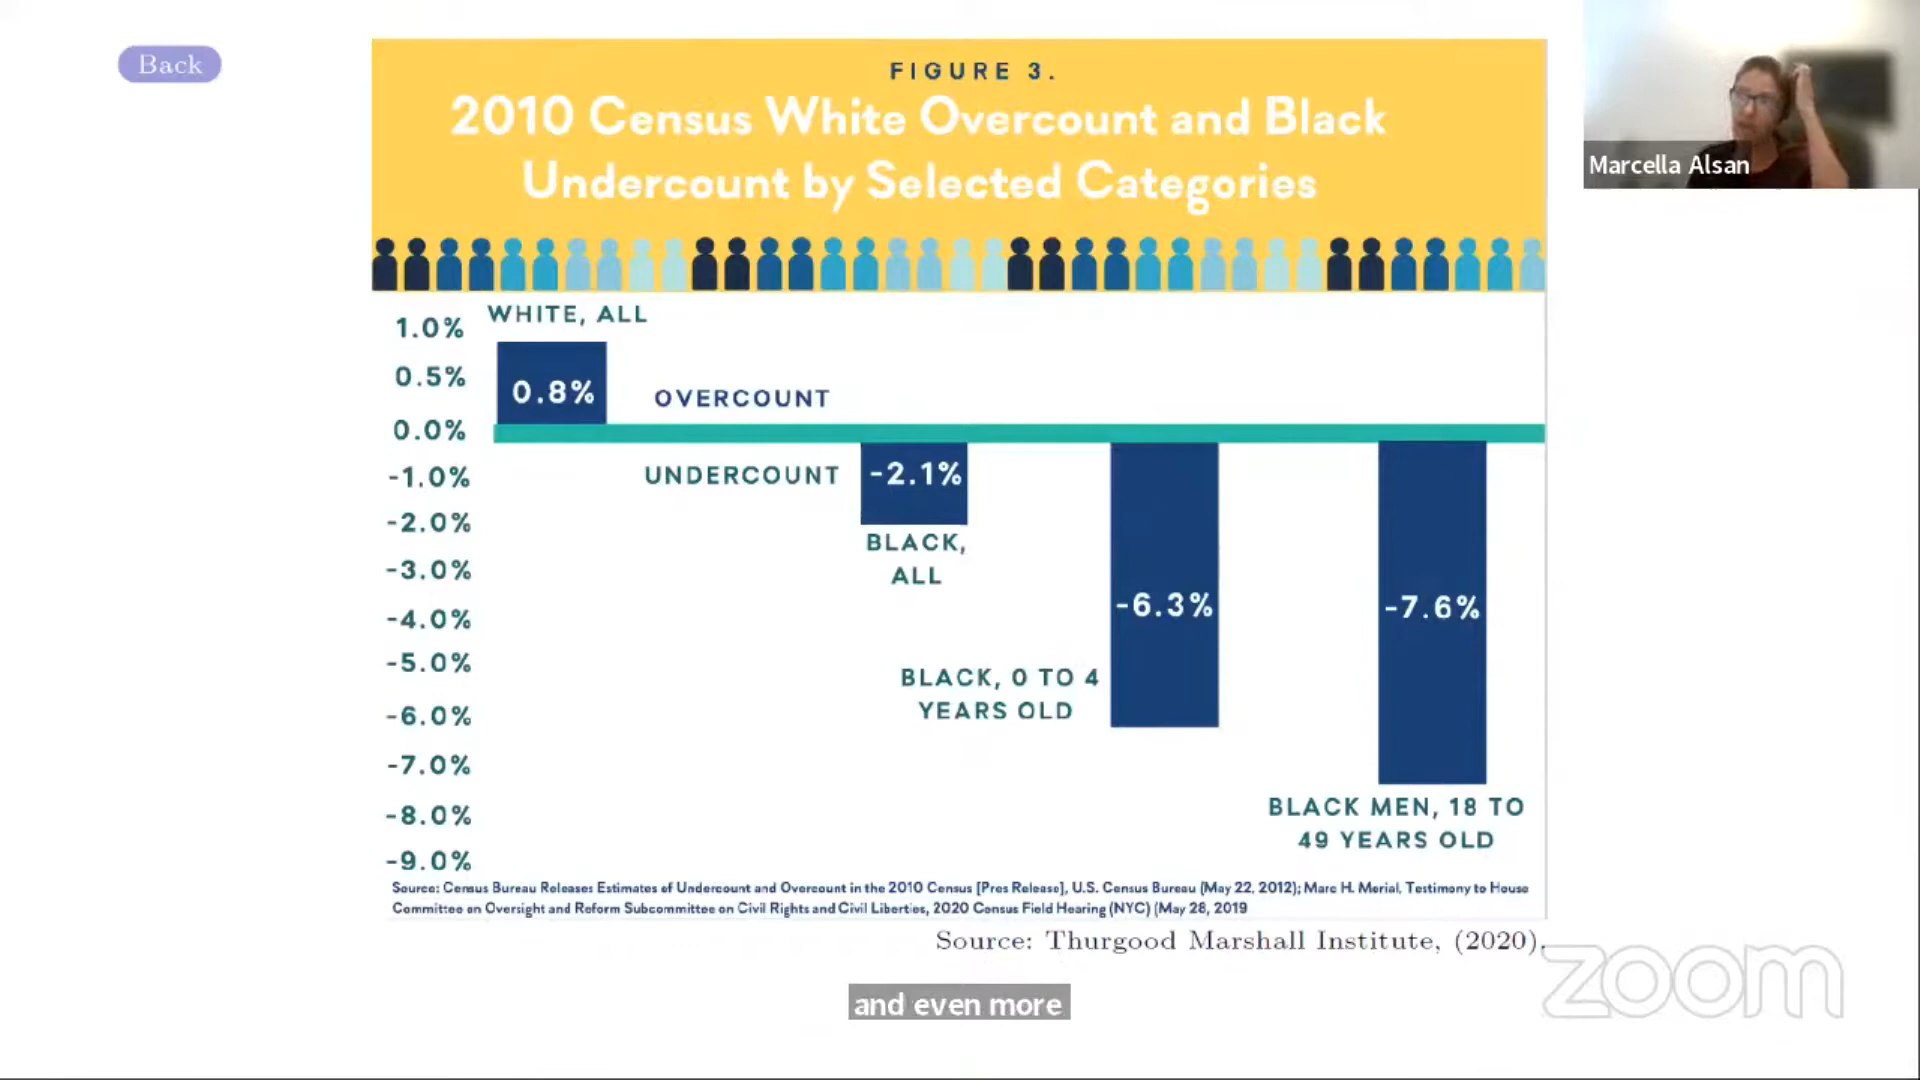 Back
FIGURE 3.
2010 Census White Overcount and Black
Undercount by Selected Categories
Marcella Alsan
WHITE, ALL
1.0%
0.5%
0.8%
OVERCOUNT
0.0%
-1.0%
UNDERCOUNT
-2.1%
-2.0%
BLACK,
ALL
-3.0%
-4.0%
-6.3%
-7.6%
-5.0%
BLACK, 0 TO 4
YEARS OLD
-6.0%
-7.0%
-8.0%
BLACK MEN, 18 TO
49 YEARS OLD
-9.0%
Source: Census Bureau Releases Estimates of Undercount and Overcount in the 2010 Census [Pres Release], U.S. Census Bureau (May 22, 2012); Marc H. Morial, Testimony to House
Committee on Oversight and Reform Subcommittee on Civil Rights and Civil Liberties, 2020 Census Field Hearing (NYC) (May 28, 2019
Source: Thurgood Marshall Institute, (2020).
zoom
and even more